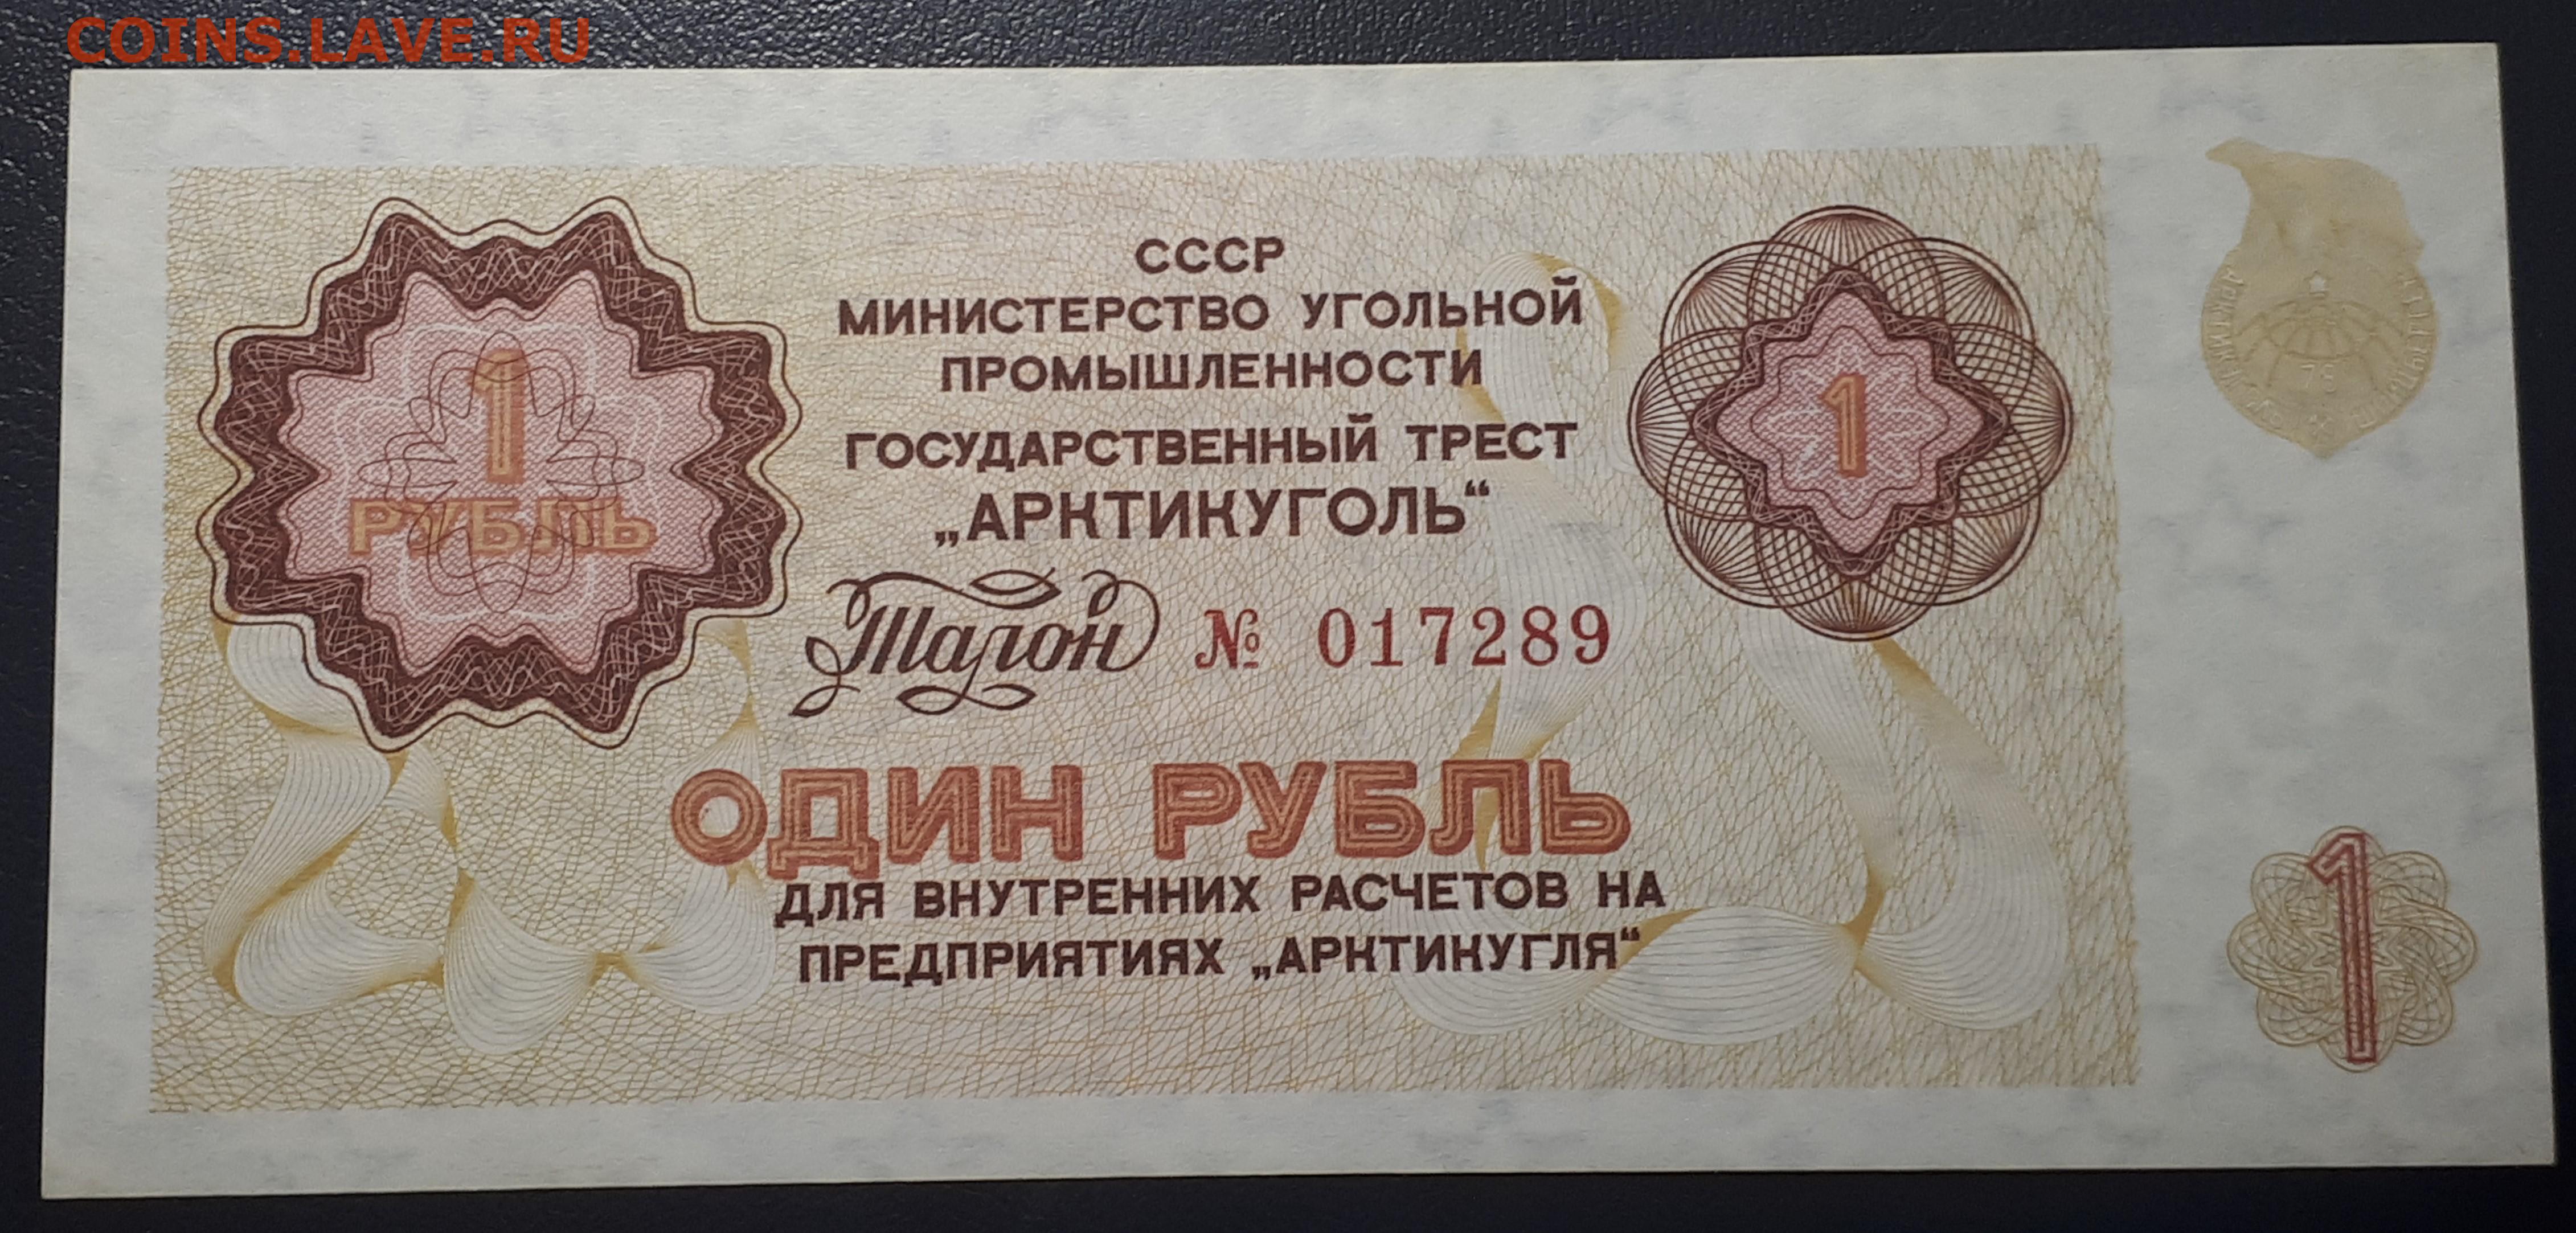 COINS.LAVE.RU
СССР
МИНИСТЕРСТВО УГОЛЬНОЙ
ПРОМЫШЛЕННОСТИ
ГОСУДАРСТВЕННЫЙ ТРЕСТ
„АРКТИКУГОЛЬ“
1
РУБЛЬ
1
Талон № 017289
ОДИН РУБЛЬ
ДЛЯ ВНУТРЕННИХ РАСЧЕТОВ НА
ПРЕДПРИЯТИЯХ „АРКТИКУГЛЯ“
1